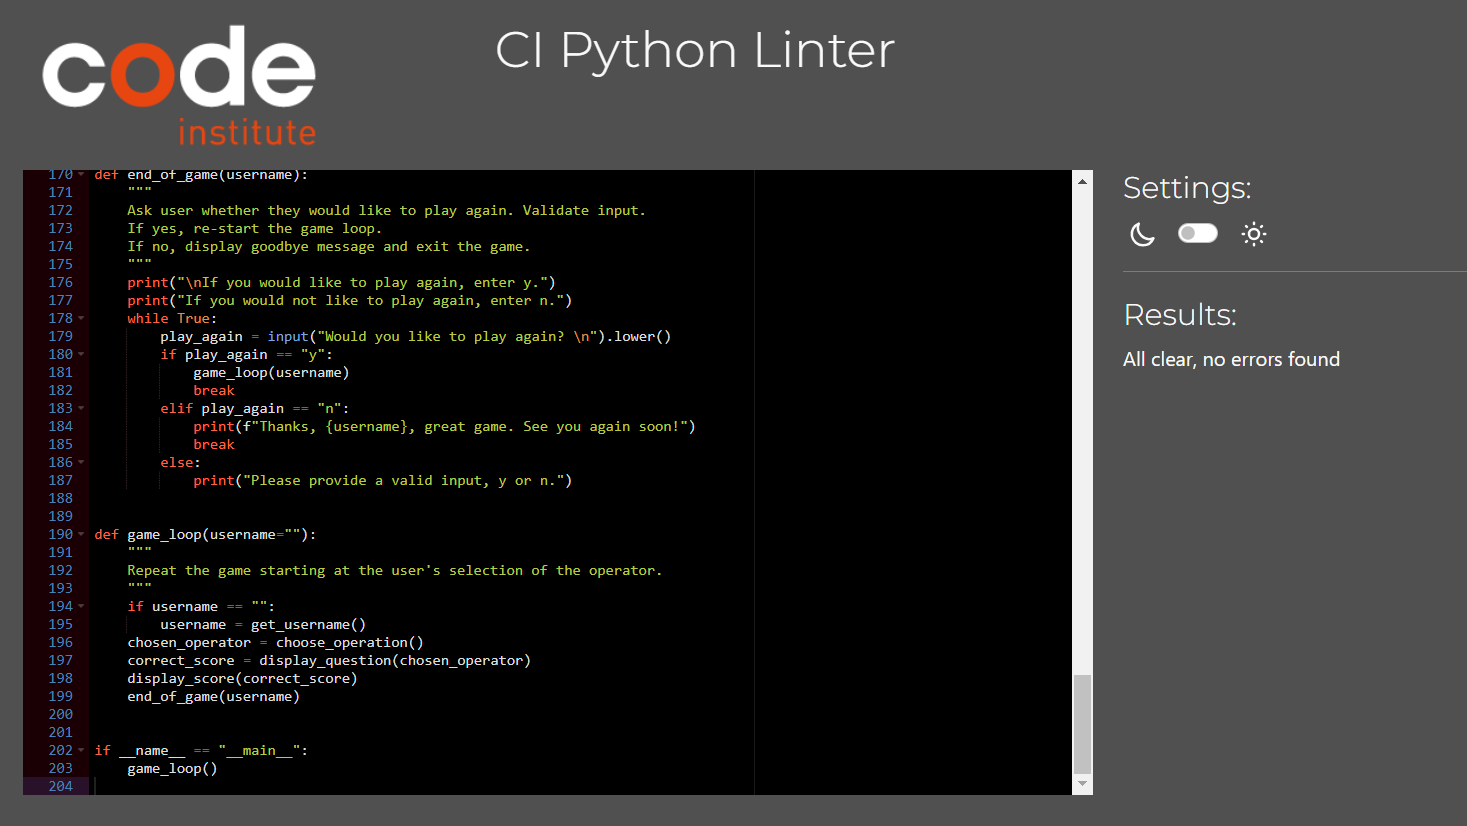 code
institute
CI Python Linter
170 def end_of_game(username):
171     """
172     Ask user whether they would like to play again. Validate input.
173     If yes, re-start the game loop.
174     If no, display goodbye message and exit the game.
175     """
176     print("\nIf you would like to play again, enter y.")
177     print("If you would not like to play again, enter n.")
178     while True:
179         play_again = input("Would you like to play again? \n").lower()
180         if play_again == "y":
181             game_loop(username)
182             break
183         elif play_again == "n":
184             print(f"Thanks, {username}, great game. See you again soon!")
185             break
186         else:
187             print("Please provide a valid input, y or n.")
188
189
190 def game_loop(username=""):
191     """
192     Repeat the game starting at the user's selection of the operator.
193     """
194     if username == "":
195         username = get_username()
196     chosen_operator = choose_operation()
197     correct_score = display_question(chosen_operator)
198     display_score(correct_score)
199     end_of_game(username)
200
201
202 if __name__ == "__main__":
203     game_loop()
204
Settings:
Results:
All clear, no errors found